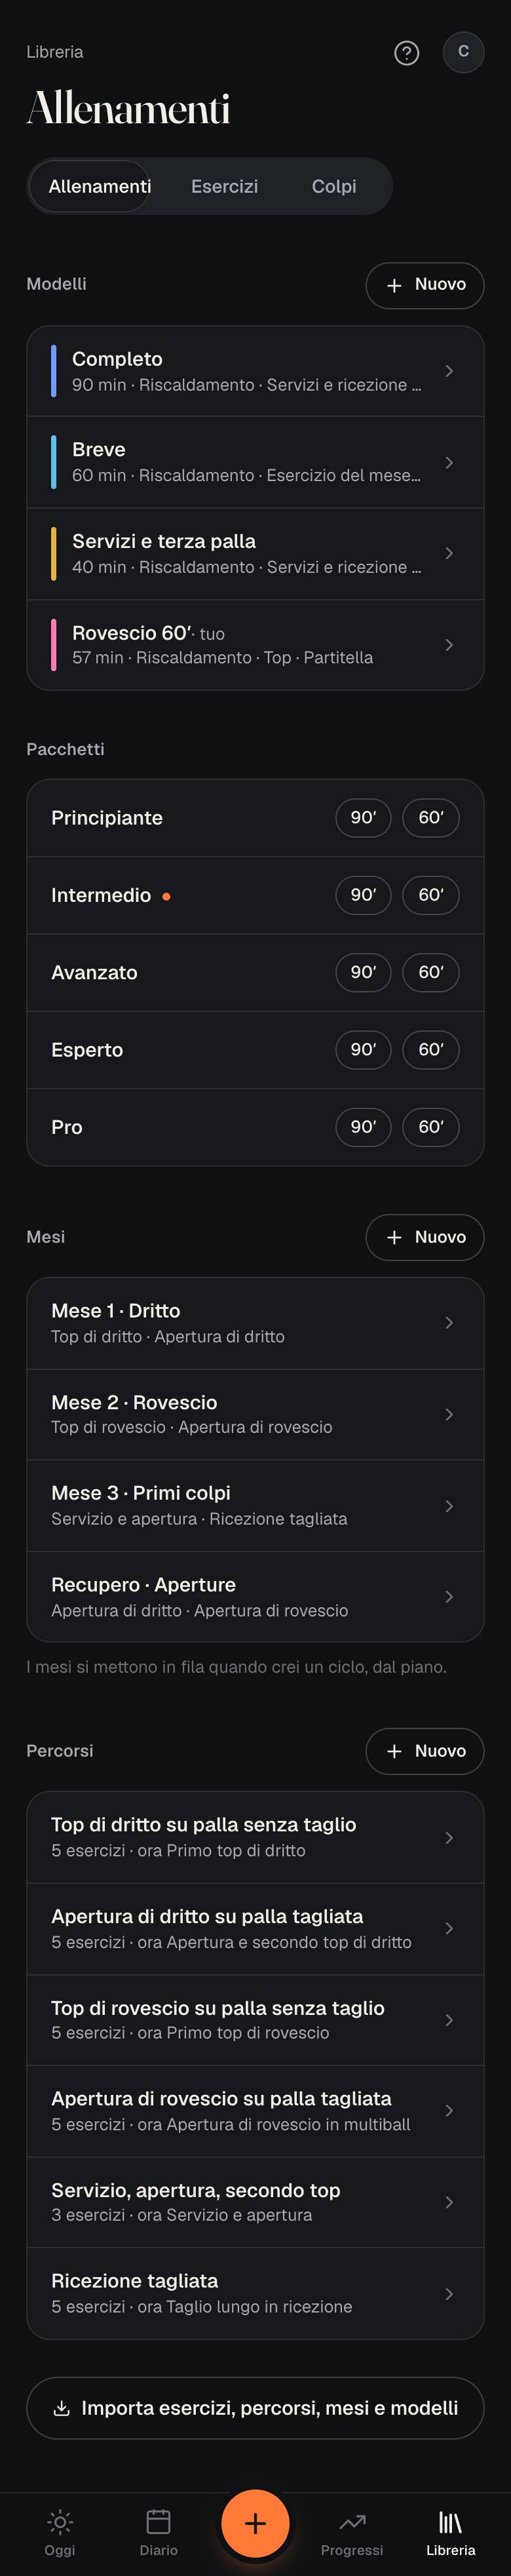 Libreria
C
Allenamenti
Allenamenti Esercizi Colpi
Modelli
+ Nuovo
Completo
90 min · Riscaldamento · Servizi e ricezione ...
Breve
60 min · Riscaldamento · Esercizio del mese...
Servizi e terza palla
40 min · Riscaldamento · Servizi e ricezione ...
Rovescio 60′· tuo
57 min · Riscaldamento · Top · Partitella
Pacchetti
Principiante 90′ 60′
Intermedio 90′ 60′
Avanzato 90′ 60′
Esperto 90′ 60′
Pro 90′ 60′
Mesi
+ Nuovo
Mese 1 · Dritto
Top di dritto · Apertura di dritto
Mese 2 · Rovescio
Top di rovescio · Apertura di rovescio
Mese 3 · Primi colpi
Servizio e apertura · Ricezione tagliata
Recupero · Aperture
Apertura di dritto · Apertura di rovescio
I mesi si mettono in fila quando crei un ciclo, dal piano.
Percorsi
+ Nuovo
Top di dritto su palla senza taglio
5 esercizi · ora Primo top di dritto
Apertura di dritto su palla tagliata
5 esercizi · ora Apertura e secondo top di dritto
Top di rovescio su palla senza taglio
5 esercizi · ora Primo top di rovescio
Apertura di rovescio su palla tagliata
5 esercizi · ora Apertura di rovescio in multiball
Servizio, apertura, secondo top
3 esercizi · ora Servizio e apertura
Ricezione tagliata
5 esercizi · ora Taglio lungo in ricezione
Importa esercizi, percorsi, mesi e modelli
Oggi Diario Progressi Libreria